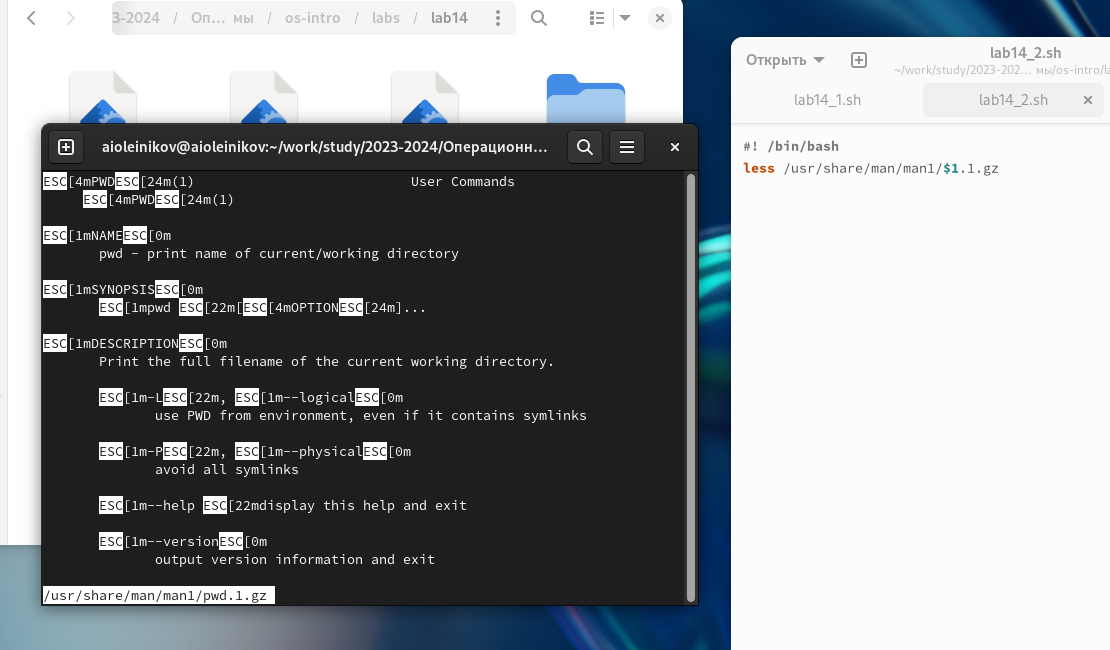 3-2024 / Оп… мы / os-intro / labs / lab14
aioleinikov@aioleinikov:~/work/study/2023-2024/Операционн...
ESC[4mPWDESC[24m(1) User Commands
ESC[4mPWDESC[24m(1)
ESC[1mNAMEESC[0m
pwd - print name of current/working directory
ESC[1mSYNOPSISESC[0m
ESC[1mpwd ESC[22m[ESC[4mOPTIONESC[24m]...
ESC[1mDESCRIPTIONESC[0m
Print the full filename of the current working directory.
ESC[1m-LESC[22m, ESC[1m--logicalESC[0m
use PWD from environment, even if it contains symlinks
ESC[1m-PESC[22m, ESC[1m--physicalESC[0m
avoid all symlinks
ESC[1m--help ESC[22mdisplay this help and exit
ESC[1m--versionESC[0m
output version information and exit
/usr/share/man/man1/pwd.1.gz
Открыть
lab14_2.sh
~/work/study/2023-202… мы/os-intro/la
lab14_1.sh lab14_2.sh
#! /bin/bash
less /usr/share/man/man1/$1.1.gz